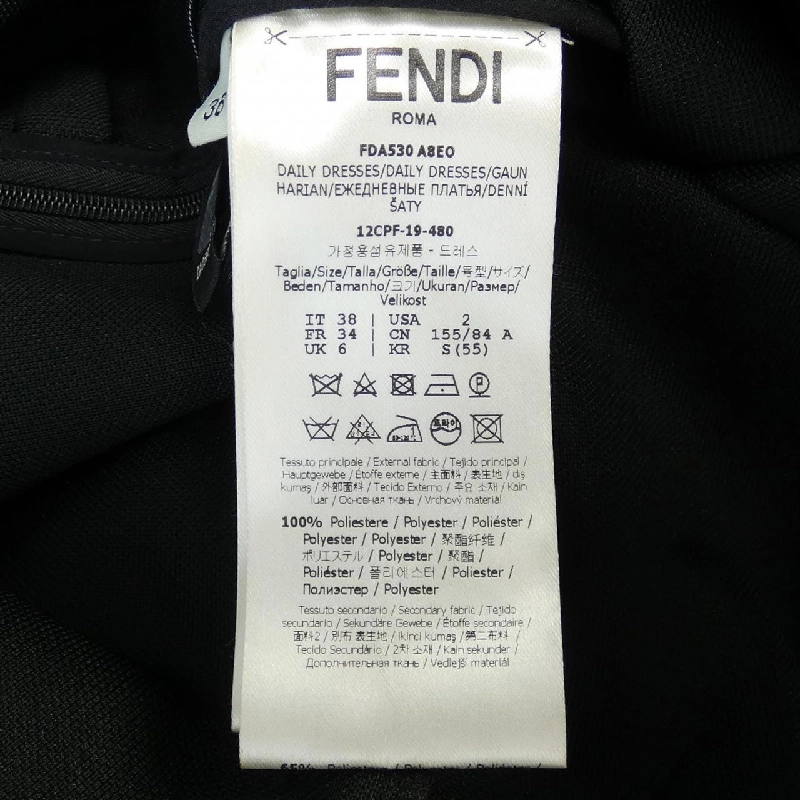 36
FENDI
ROMA
FDA530 A8E0
DAILY DRESSES/DAILY DRESSES/GAUN
HARIAN/ЕЖЕДНЕВНЫЕ ПЛАТЬЯ/DENNÍ
ŠATY
12CPF-19-480
가정용섬유제품 - 드레스
Taglia/Size/Talla/Größe/Taille/号型/サイズ/
Beden/Tamanho/크기/Ukuran/Размер/
Velikost
IT 38 | USA 2
FR 34 | CN 155/84 A
UK 6 | KR S(55)
드라이
Tessuto principale / External fabric / Tejido principal /
Hauptgewebe / Étoffe externe / 主面料 / 表生地 / dış
kumaş / 外部面料 / Tecido Externo / 주요 소재 / Kain
luar / Основная ткань / Vrchový materiál
100% Poliestere / Polyester / Poliéster /
Polyester / Polyester / 聚酯纤维 /
ポリエステル / Polyester / 聚酯 /
Poliéster / 폴리에스터 / Poliester /
Полиэстер / Polyester
Tessuto secondario / Secondary fabric / Tejido
secundario / Sekundäre Gewebe / Étoffe secondaire /
面料2 / 別布 表生地 / Ikinci kumaş / 第二布料 /
Tecido Secundário / 2차 소재 / Kain sekunder /
Дополнительная ткань / Vedlejší materiál